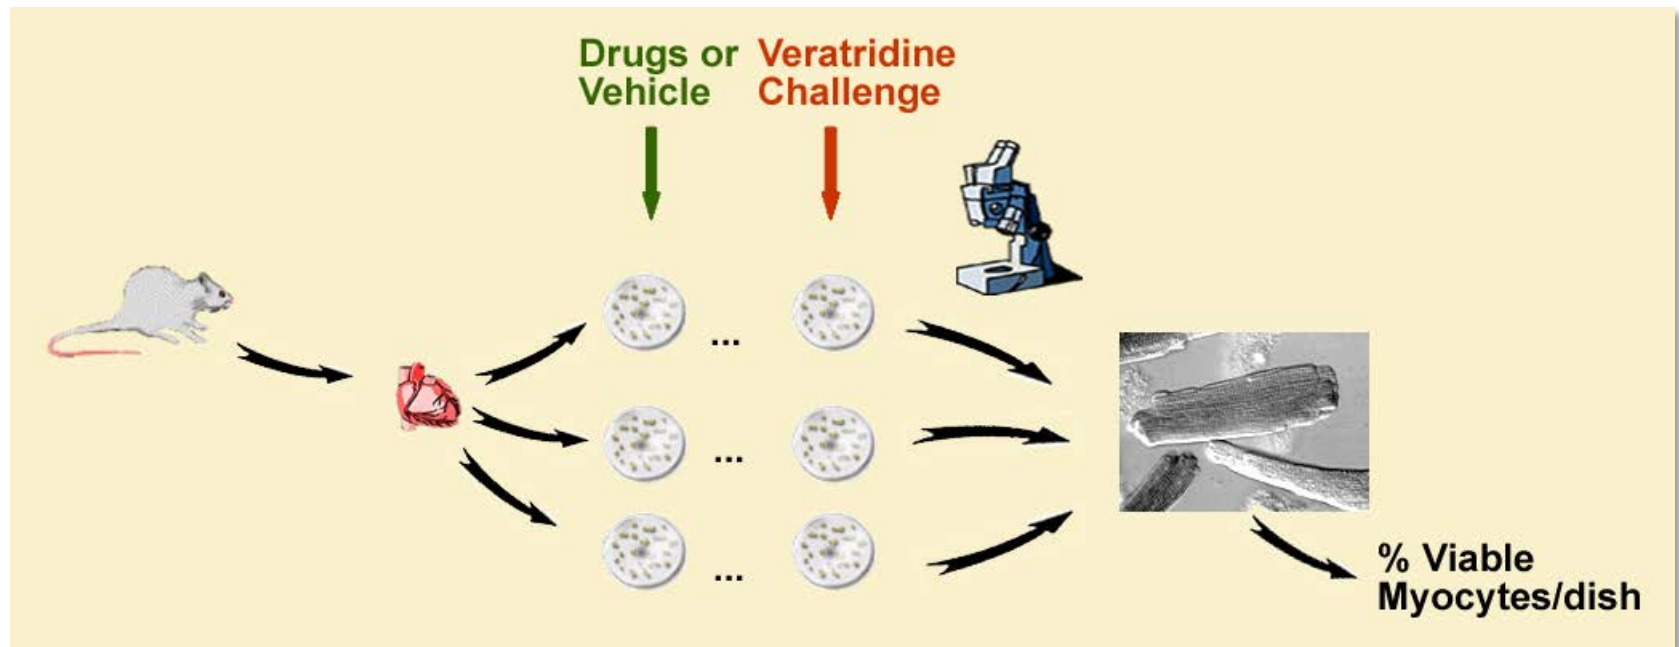 Drugs or
Vehicle
Veratridine
Challenge
...
...
...
% Viable
Myocytes/dish